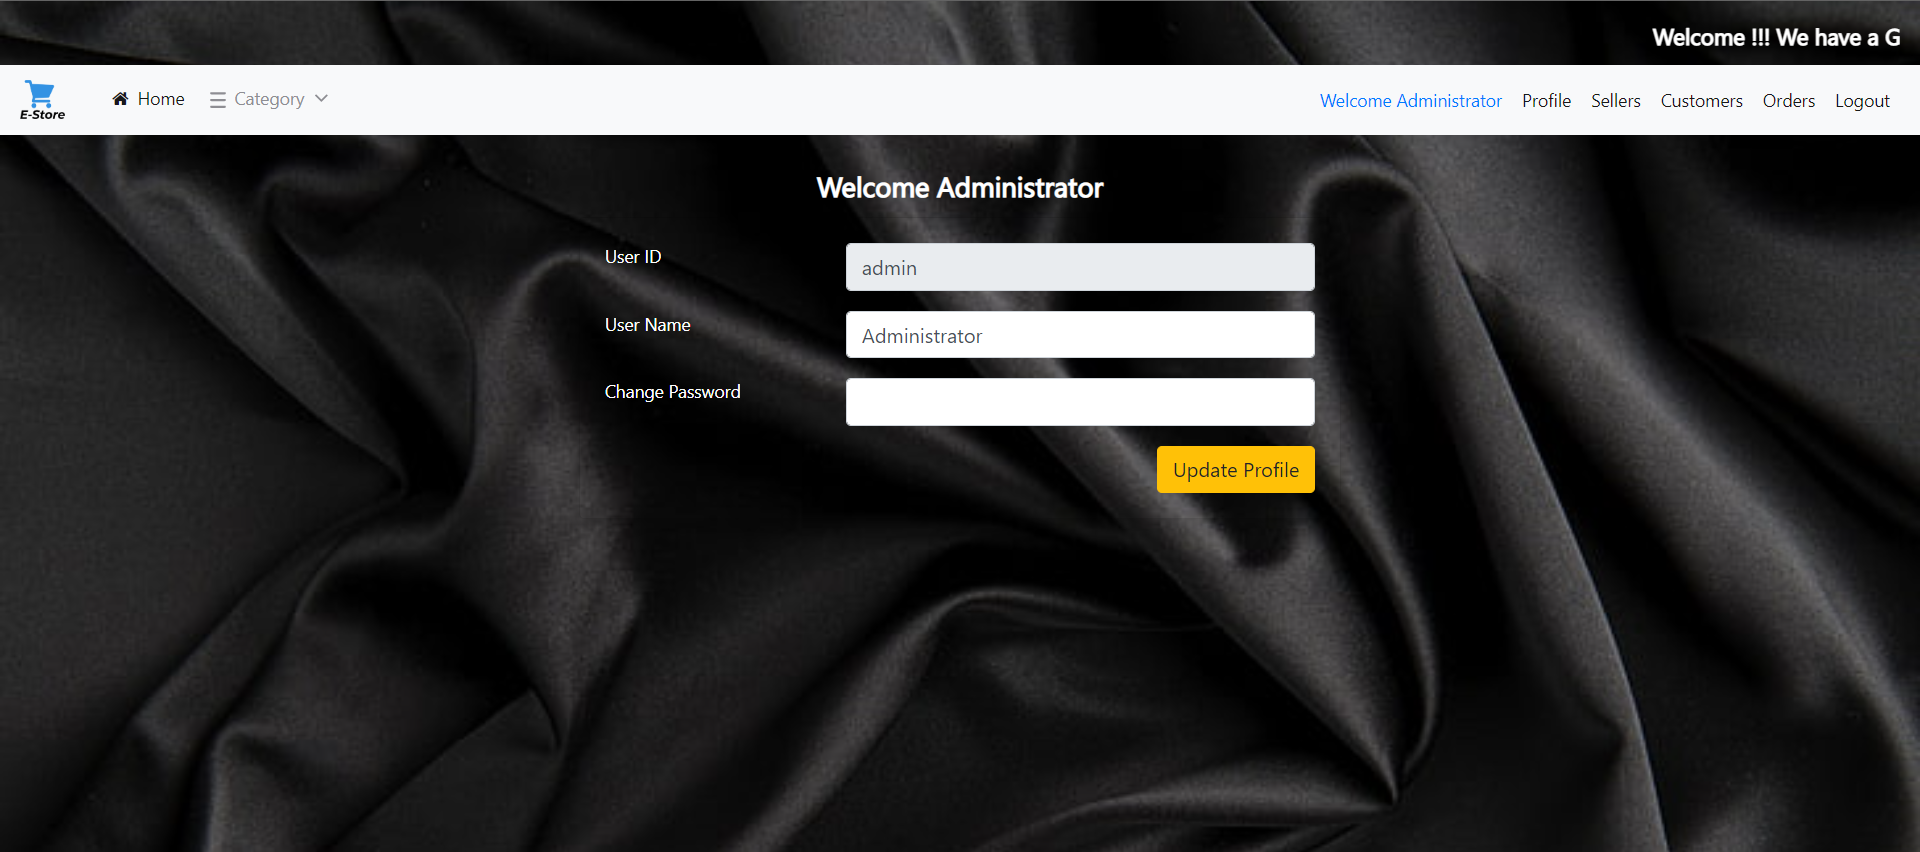 Welcome !!! We have a G
E-Store
Home
Category
Welcome Administrator
Profile
Sellers
Customers
Orders
Logout
Welcome Administrator
User ID
admin
User Name
Administrator
Change Password
Update Profile